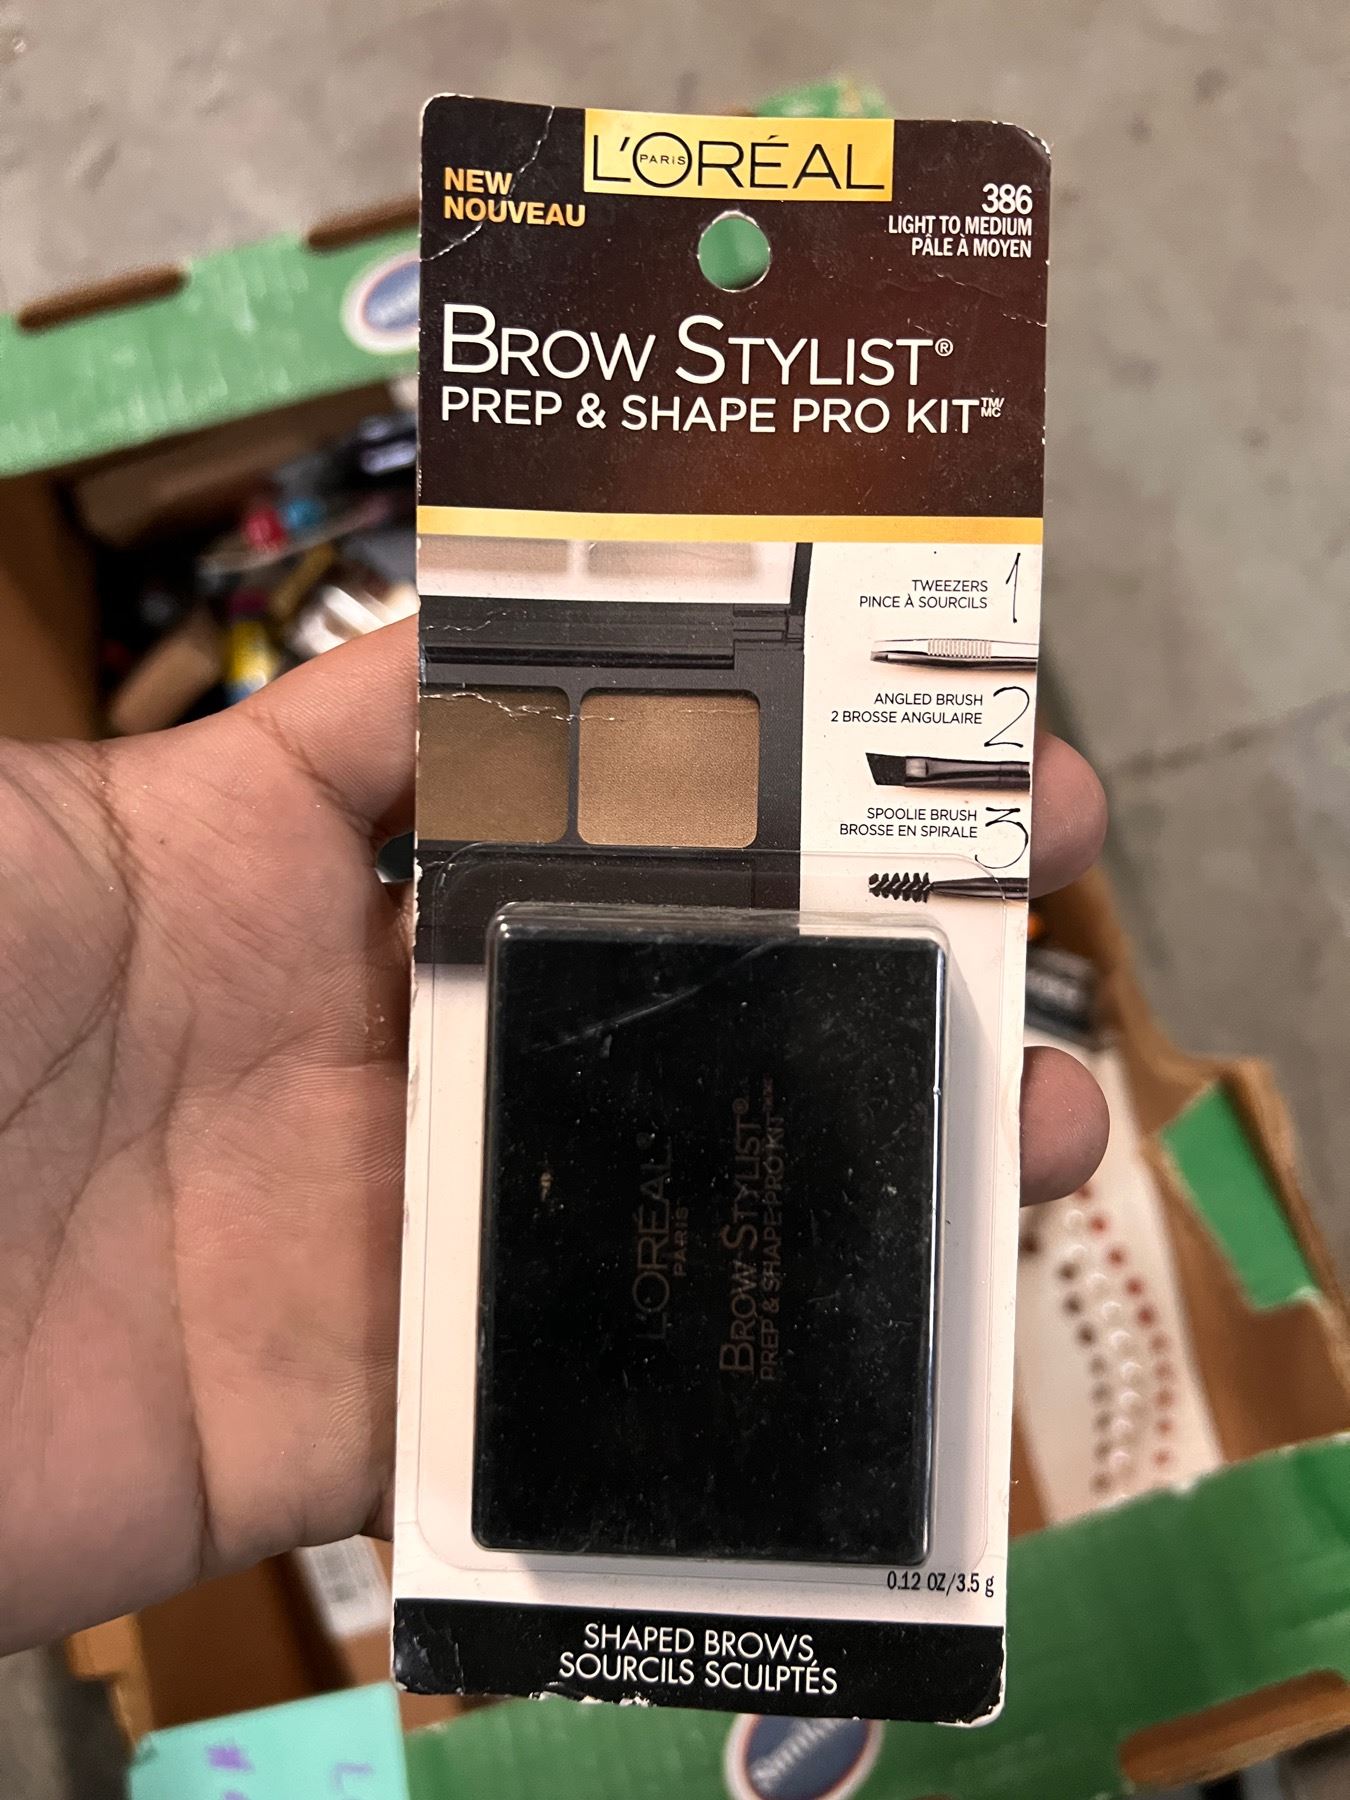 L'ORÉAL
PARIS
NEW
NOUVEAU
386
LIGHT TO MEDIUM
PÂLE À MOYEN
BROW STYLIST®
PREP & SHAPE PRO KIT™/MC
TWEEZERS
PINCE À SOURCILS
1
ANGLED BRUSH
2 BROSSE ANGULAIRE
2
SPOOLIE BRUSH
BROSSE EN SPIRALE
3
L'ORÉAL®
PARIS
BROW STYLIST®
PREP & SHAPE PRO KIT™/MC
0.12 OZ/3.5 g
SHAPED BROWS
SOURCILS SCULPTÉS